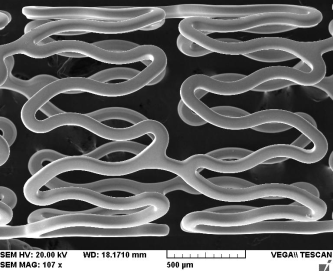 SEM HV: 20.00 kV WD: 18.1710 mm VEGA\\ TESCAN
SEM MAG: 107 x 500 µm